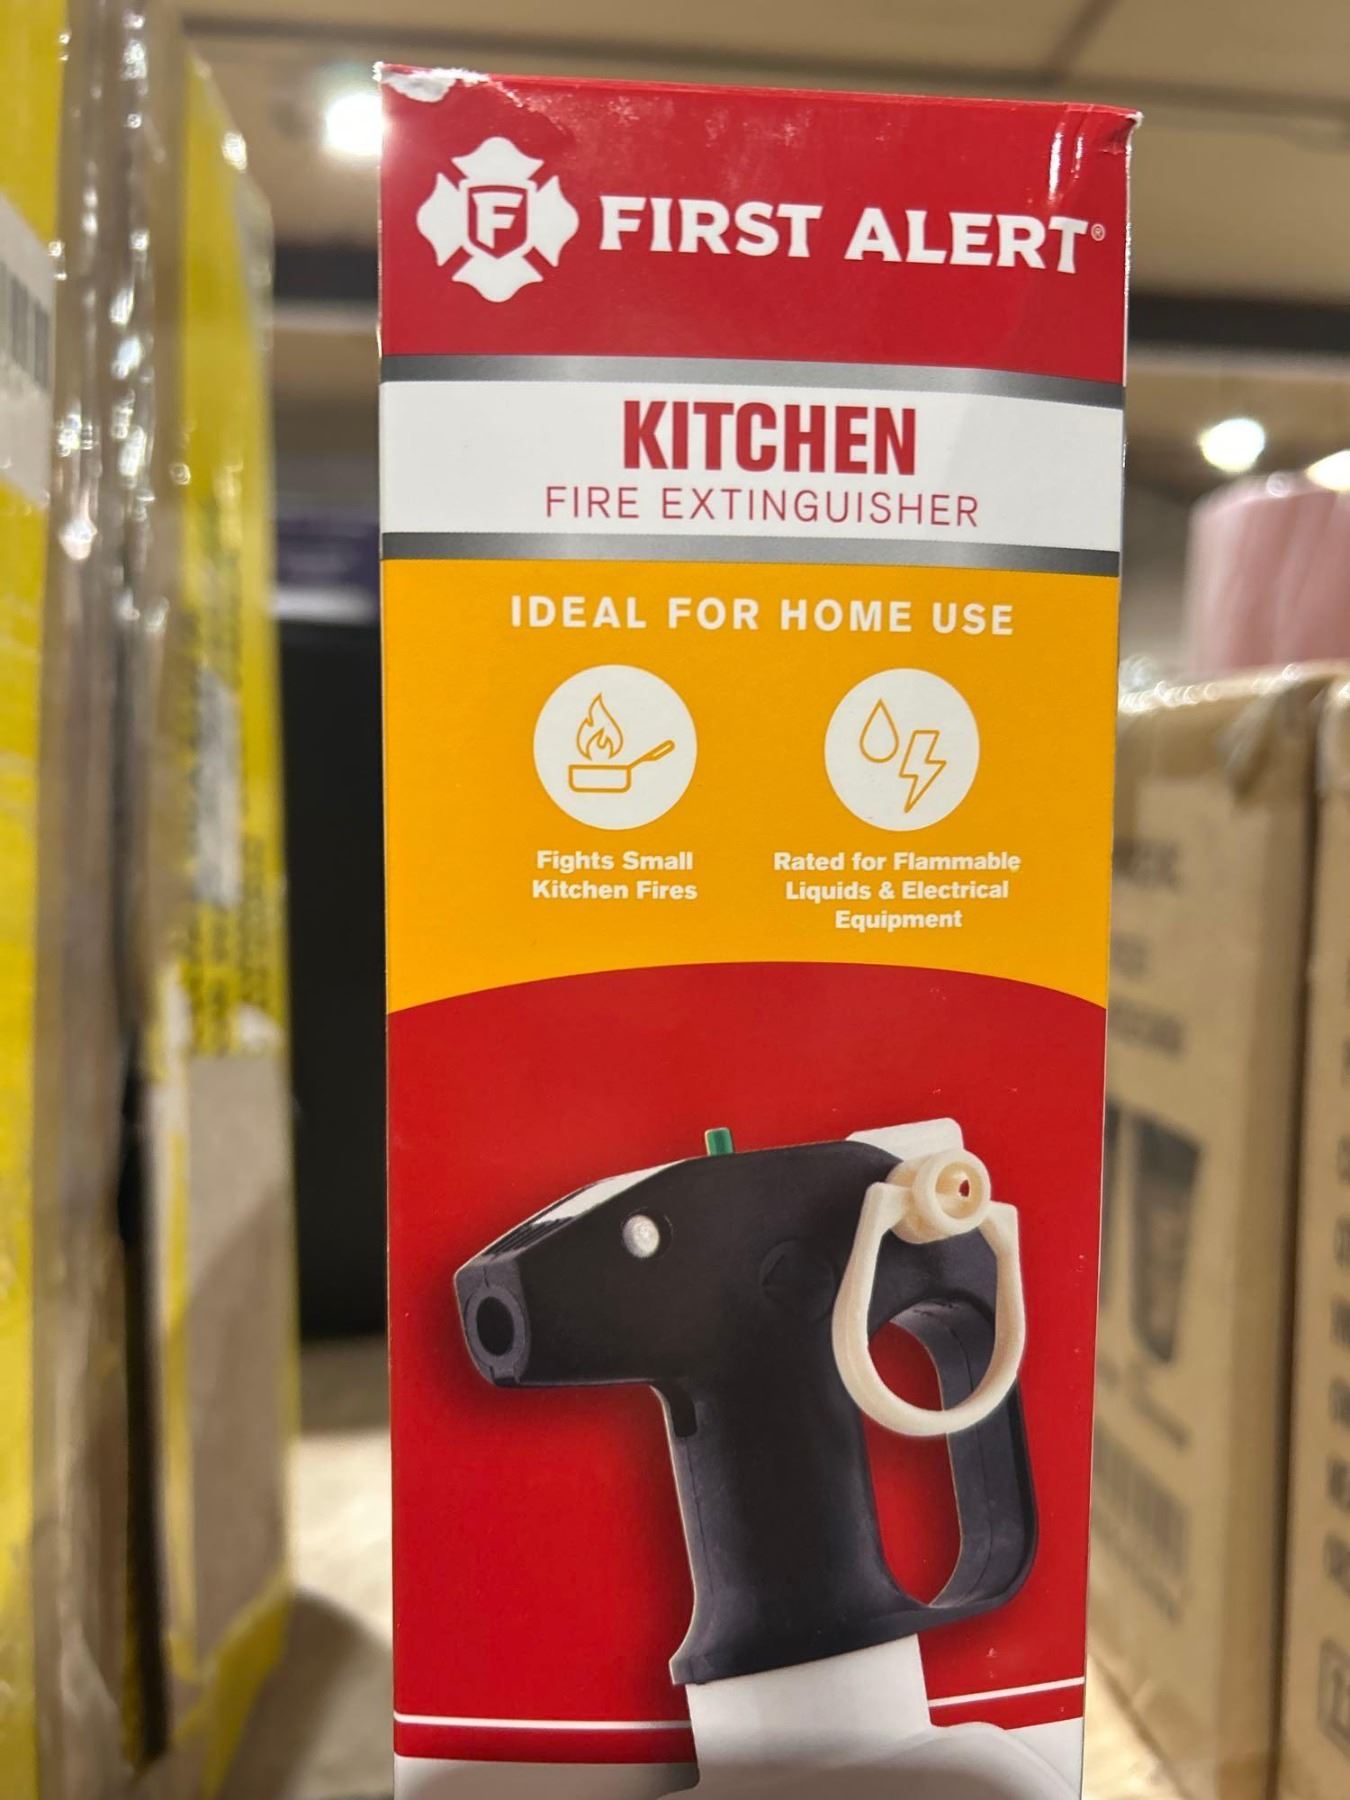 F
FIRST ALERT®
KITCHEN
FIRE EXTINGUISHER
IDEAL FOR HOME USE
Fights Small
Kitchen Fires
Rated for Flammable
Liquids & Electrical
Equipment